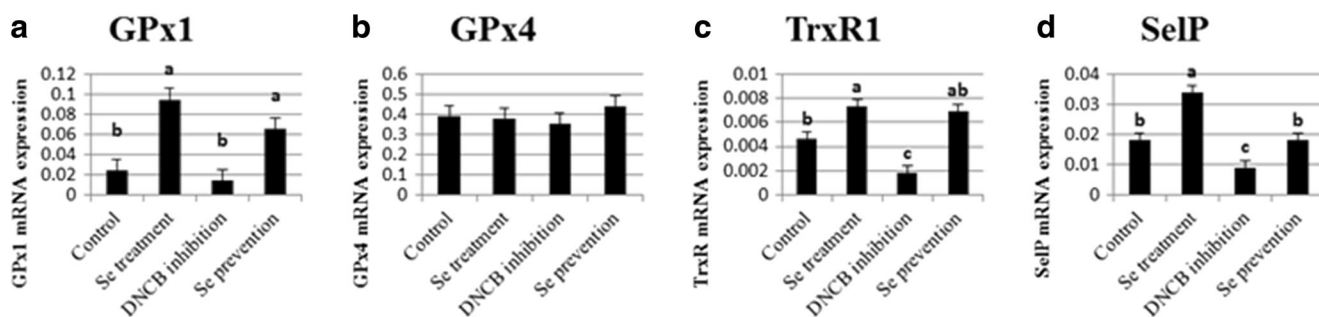 a GPx1
GPx1 mRNA expression
0.12
0.1
0.08
0.06
0.04
0.02
0
b
a
b
a
Control
Se treatment
DNCB inhibition
Se prevention
b GPx4
GPx4 mRNA expression
0.6
0.5
0.4
0.3
0.2
0.1
0
Control
Se treatment
DNCB inhibition
Se prevention
c TrxR1
TrxR mRNA expression
0.01
0.008
0.006
0.004
0.002
0
b
a
c
ab
Control
Se treatment
DNCB inhibition
Se prevention
d SelP
SelP mRNA expression
0.04
0.03
0.02
0.01
0
b
a
c
b
Control
Se treatment
DNCB inhibition
Se prevention